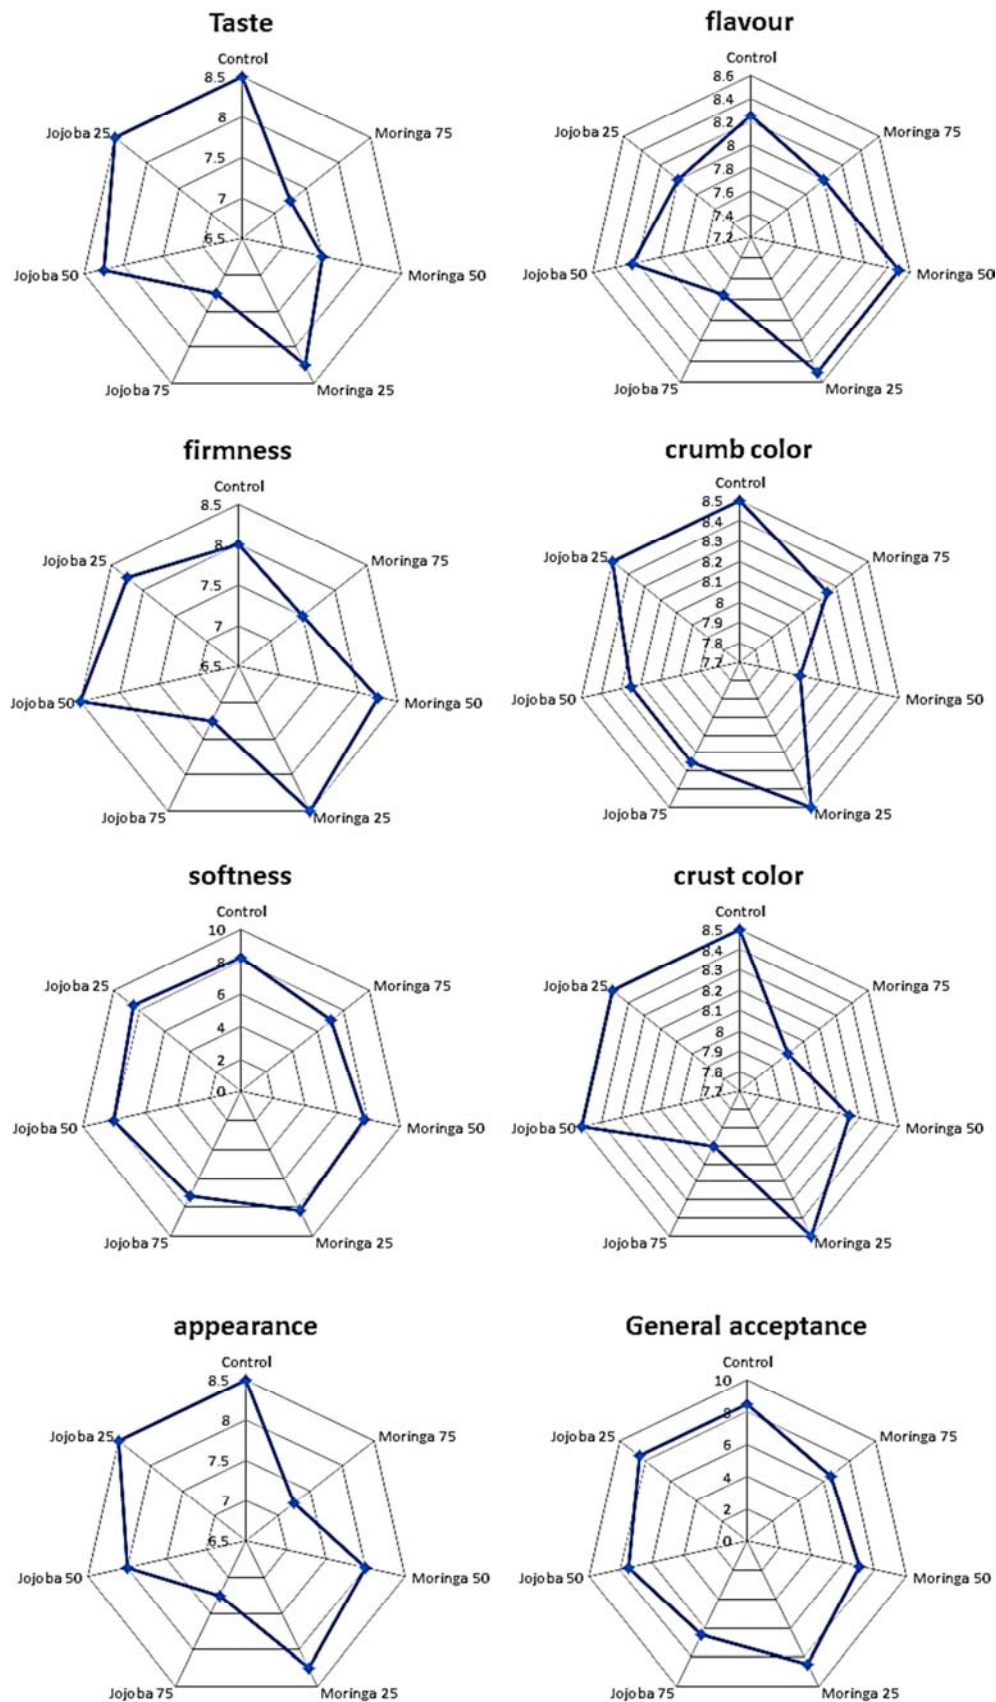 Taste
Control
8.5
8
7.5
7
6.5
Moringa 75
Moringa 50
Moringa 25
Jojoba 75
Jojoba 50
Jojoba 25
flavour
Control
8.6
8.4
8.2
8
7.8
7.6
7.4
7.2
Moringa 75
Moringa 50
Moringa 25
Jojoba 75
Jojoba 50
Jojoba 25
firmness
Control
8.5
8
7.5
7
6.5
Moringa 75
Moringa 50
Moringa 25
Jojoba 75
Jojoba 50
Jojoba 25
crumb color
Control
8.5
8.4
8.3
8.2
8.1
8
7.9
7.8
7.7
Moringa 75
Moringa 50
Moringa 25
Jojoba 75
Jojoba 50
Jojoba 25
softness
Control
10
6
4
2
0
Moringa 75
Moringa 50
Moringa 25
Jojoba 75
Jojoba 50
Jojoba 25
crust color
Control
8.5
8.4
8.3
8.2
8.1
8
7.9
7.8
7.7
Moringa 75
Moringa 50
Moringa 25
Jojoba 75
Jojoba 50
Jojoba 25
appearance
Control
8.5
8
7.5
7
6.5
Moringa 75
Moringa 50
Moringa 25
Jojoba 75
Jojoba 50
Jojoba 25
General acceptance
Control
10
8
6
4
2
0
Moringa 75
Moringa 50
Moringa 25
Jojoba 75
Jojoba 50
Jojoba 25